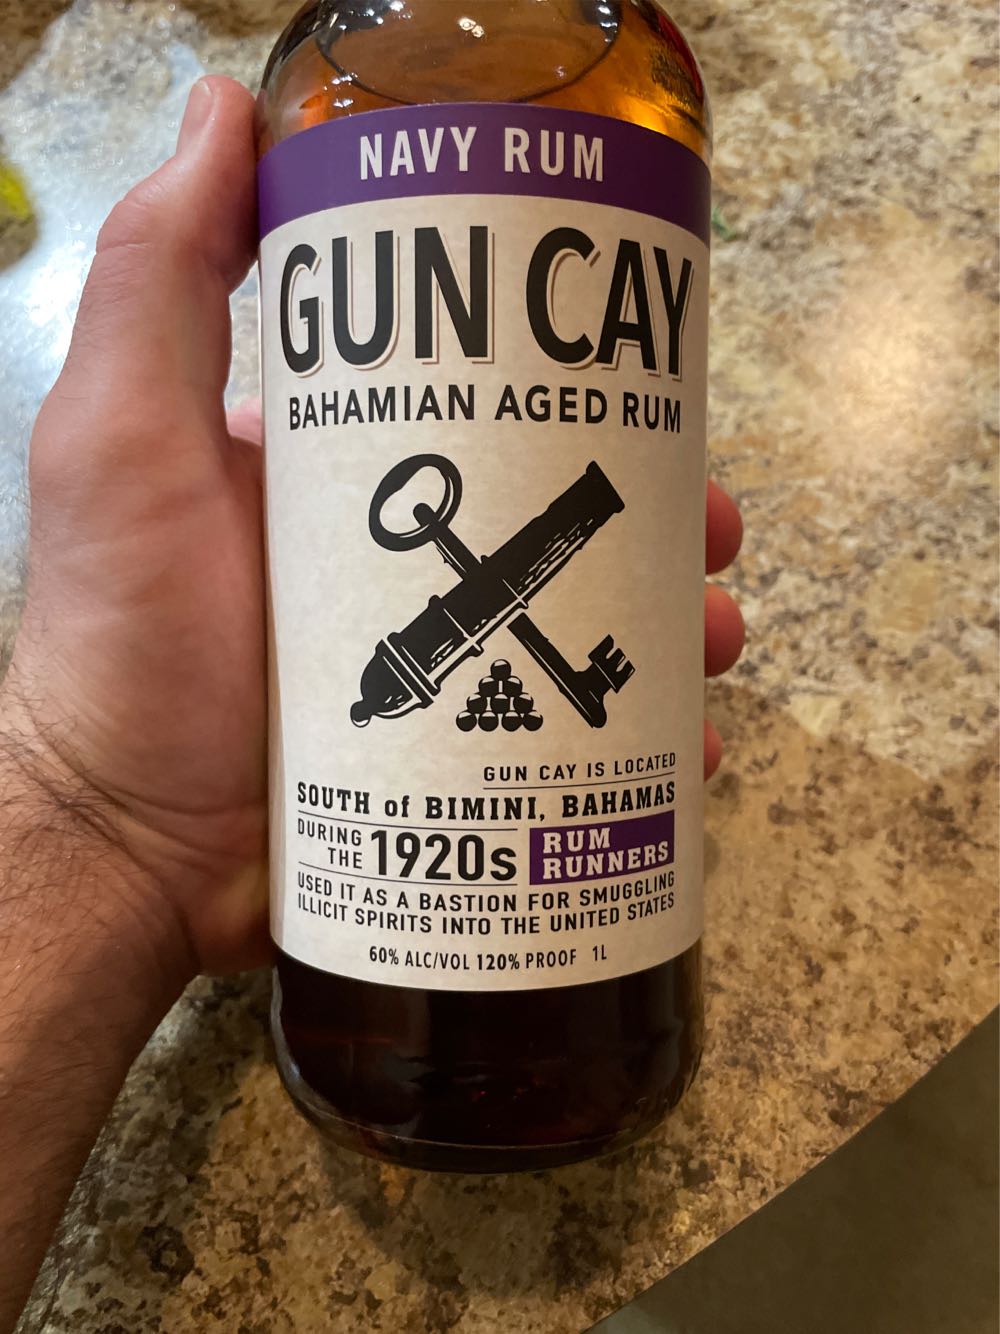 NAVY RUM
GUN CAY
BAHAMIAN AGED RUM
GUN CAY IS LOCATED
SOUTH of BIMINI, BAHAMAS
DURING THE 1920s RUM RUNNERS
USED IT AS A BASTION FOR SMUGGLING
ILLICIT SPIRITS INTO THE UNITED STATES
60% ALC/VOL 120% PROOF 1L